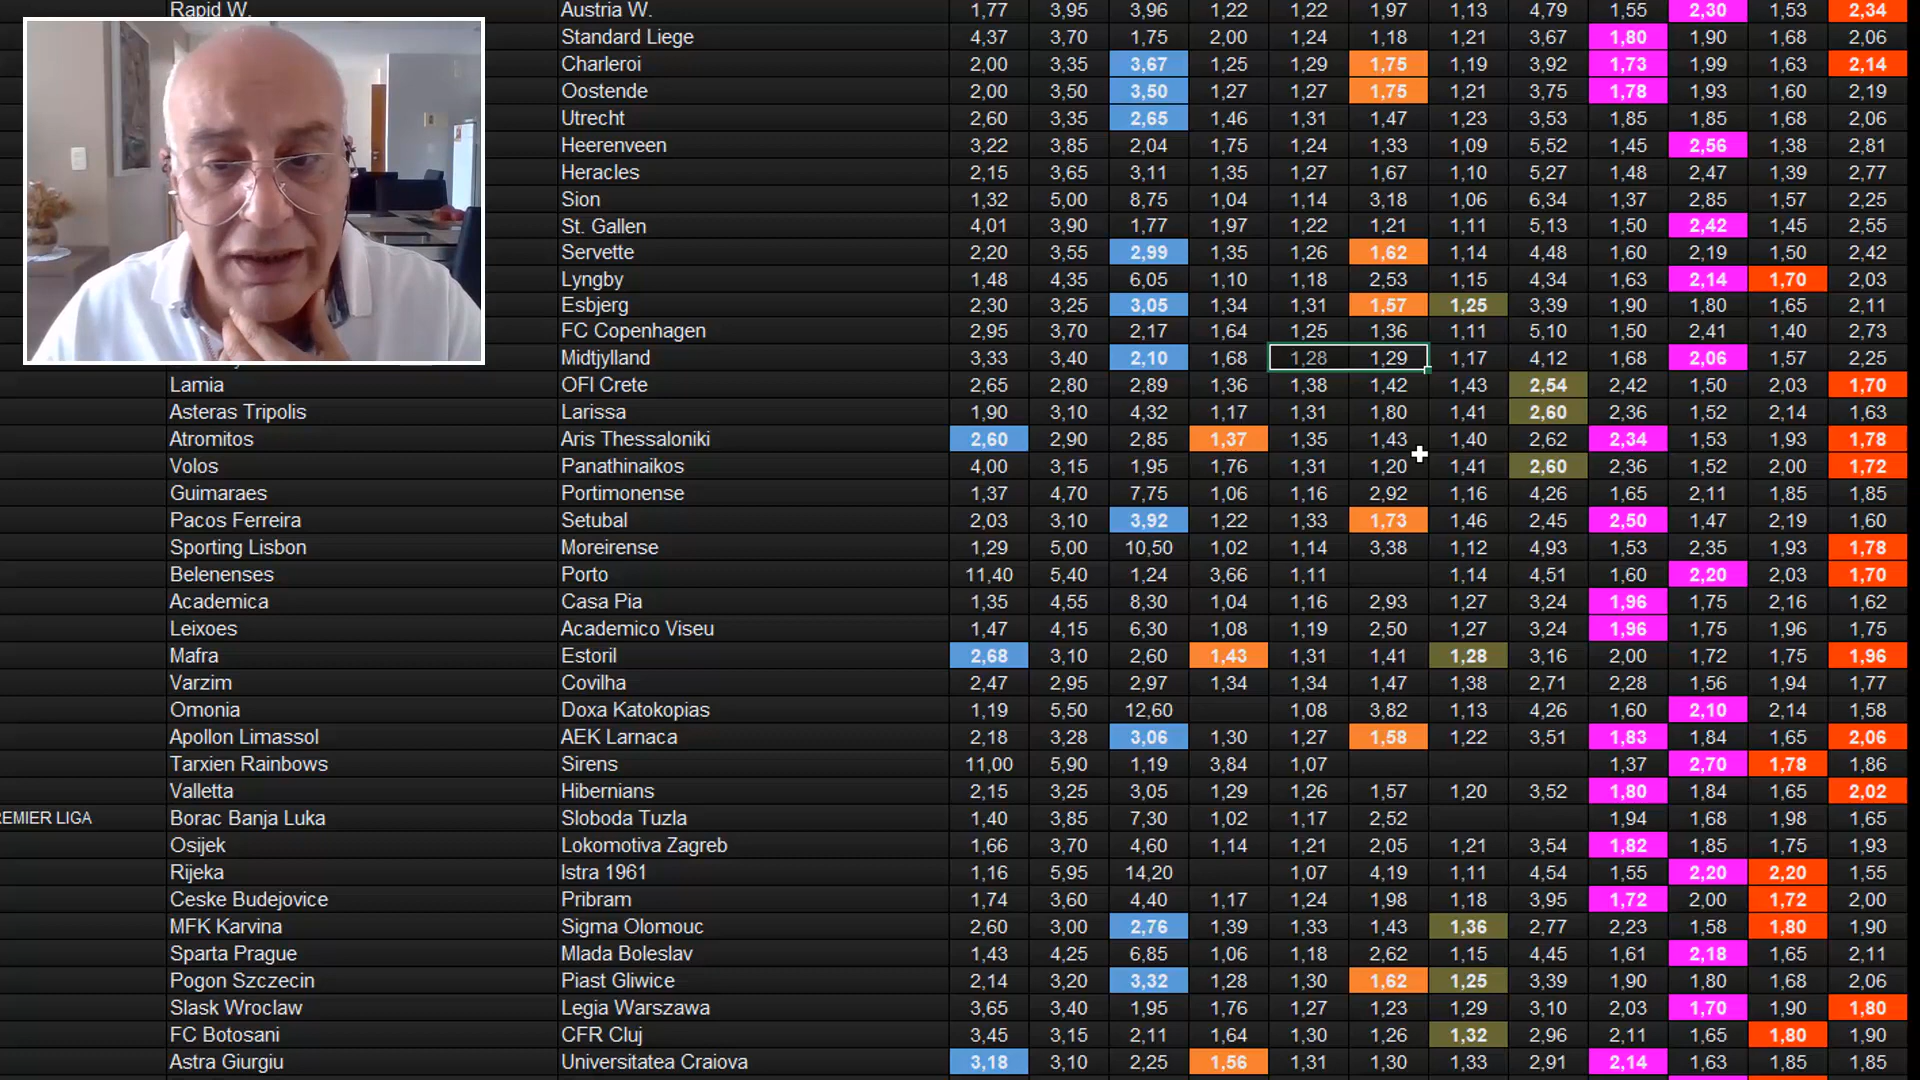 Rapid W. Austria W. 1,77 3,95 3,96 1,22 1,22 1,97 1,13 4,79 1,55 2,30 1,53 2,34
Standard Liege 4,37 3,70 1,75 2,00 1,24 1,18 1,21 3,67 1,80 1,90 1,68 2,06
Charleroi 2,00 3,35 3,67 1,25 1,29 1,75 1,19 3,92 1,73 1,99 1,63 2,14
Oostende 2,00 3,50 3,50 1,27 1,27 1,75 1,21 3,75 1,78 1,93 1,60 2,19
Utrecht 2,60 3,35 2,65 1,46 1,31 1,47 1,23 3,53 1,85 1,85 1,68 2,06
Heerenveen 3,22 3,85 2,04 1,75 1,24 1,33 1,09 5,52 1,45 2,56 1,38 2,81
Heracles 2,15 3,65 3,11 1,35 1,27 1,67 1,10 5,27 1,48 2,47 1,39 2,77
Sion 1,32 5,00 8,75 1,04 1,14 3,18 1,06 6,34 1,37 2,85 1,57 2,25
St. Gallen 4,01 3,90 1,77 1,97 1,22 1,21 1,11 5,13 1,50 2,42 1,45 2,55
Servette 2,20 3,55 2,99 1,35 1,26 1,62 1,14 4,48 1,60 2,19 1,50 2,42
Lyngby 1,48 4,35 6,05 1,10 1,18 2,53 1,15 4,34 1,63 2,14 1,70 2,03
Esbjerg 2,30 3,25 3,05 1,34 1,31 1,57 1,25 3,39 1,90 1,80 1,65 2,11
FC Copenhagen 2,95 3,70 2,17 1,64 1,25 1,36 1,11 5,10 1,50 2,41 1,40 2,73
Midtjylland 3,33 3,40 2,10 1,68 1,28 1,29 1,17 4,12 1,68 2,06 1,57 2,25
Lamia OFI Crete 2,65 2,80 2,89 1,36 1,38 1,42 1,43 2,54 2,42 1,50 2,03 1,70
Asteras Tripolis Larissa 1,90 3,10 4,32 1,17 1,31 1,80 1,41 2,60 2,36 1,52 2,14 1,63
Atromitos Aris Thessaloniki 2,60 2,90 2,85 1,37 1,35 1,43 1,40 2,62 2,34 1,53 1,93 1,78
Volos Panathinaikos 4,00 3,15 1,95 1,76 1,31 1,20 1,41 2,60 2,36 1,52 2,00 1,72
Guimaraes Portimonense 1,37 4,70 7,75 1,06 1,16 2,92 1,16 4,26 1,65 2,11 1,85 1,85
Pacos Ferreira Setubal 2,03 3,10 3,92 1,22 1,33 1,73 1,46 2,45 2,50 1,47 2,19 1,60
Sporting Lisbon Moreirense 1,29 5,00 10,50 1,02 1,14 3,38 1,12 4,93 1,53 2,35 1,93 1,78
Belenenses Porto 11,40 5,40 1,24 3,66 1,11 1,14 4,51 1,60 2,20 2,03 1,70
Academica Casa Pia 1,35 4,55 8,30 1,04 1,16 2,93 1,27 3,24 1,96 1,75 2,16 1,62
Leixoes Academico Viseu 1,47 4,15 6,30 1,08 1,19 2,50 1,27 3,24 1,96 1,75 1,96 1,75
Mafra Estoril 2,68 3,10 2,60 1,43 1,31 1,41 1,28 3,16 2,00 1,72 1,75 1,96
Varzim Covilha 2,47 2,95 2,97 1,34 1,34 1,47 1,38 2,71 2,28 1,56 1,94 1,77
Omonia Doxa Katokopias 1,19 5,50 12,60 1,08 3,82 1,13 4,26 1,60 2,10 2,14 1,58
Apollon Limassol AEK Larnaca 2,18 3,28 3,06 1,30 1,27 1,58 1,22 3,51 1,83 1,84 1,65 2,06
Tarxien Rainbows Sirens 11,00 5,90 1,19 3,84 1,07 1,37 2,70 1,78 1,86
Valletta Hibernians 2,15 3,25 3,05 1,29 1,26 1,57 1,20 3,52 1,80 1,84 1,65 2,02
REMIER LIGA Borac Banja Luka Sloboda Tuzla 1,40 3,85 7,30 1,02 1,17 2,52 1,94 1,68 1,98 1,65
Osijek Lokomotiva Zagreb 1,66 3,70 4,60 1,14 1,21 2,05 1,21 3,54 1,82 1,85 1,75 1,93
Rijeka Istra 1961 1,16 5,95 14,20 1,07 4,19 1,11 4,54 1,55 2,20 2,20 1,55
Ceske Budejovice Pribram 1,74 3,60 4,40 1,17 1,24 1,98 1,18 3,95 1,72 2,00 1,72 2,00
MFK Karvina Sigma Olomouc 2,60 3,00 2,76 1,39 1,33 1,43 1,36 2,77 2,23 1,58 1,80 1,90
Sparta Prague Mlada Boleslav 1,43 4,25 6,85 1,06 1,18 2,62 1,15 4,45 1,61 2,18 1,65 2,11
Pogon Szczecin Piast Gliwice 2,14 3,20 3,32 1,28 1,30 1,62 1,25 3,39 1,90 1,80 1,68 2,06
Slask Wroclaw Legia Warszawa 3,65 3,40 1,95 1,76 1,27 1,23 1,29 3,10 2,03 1,70 1,90 1,80
FC Botosani CFR Cluj 3,45 3,15 2,11 1,64 1,30 1,26 1,32 2,96 2,11 1,65 1,80 1,90
Astra Giurgiu Universitatea Craiova 3,18 3,10 2,25 1,56 1,31 1,30 1,33 2,91 2,14 1,63 1,85 1,85